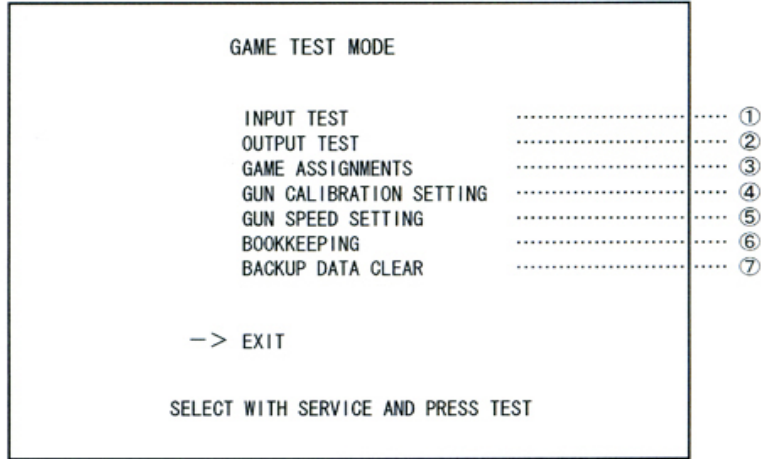 GAME TEST MODE
INPUT TEST ........................... ①
OUTPUT TEST ........................... ②
GAME ASSIGNMENTS ........................... ③
GUN CALIBRATION SETTING ........................... ④
GUN SPEED SETTING ........................... ⑤
BOOKKEEPING ........................... ⑥
BACKUP DATA CLEAR ........................... ⑦
-> EXIT
SELECT WITH SERVICE AND PRESS TEST